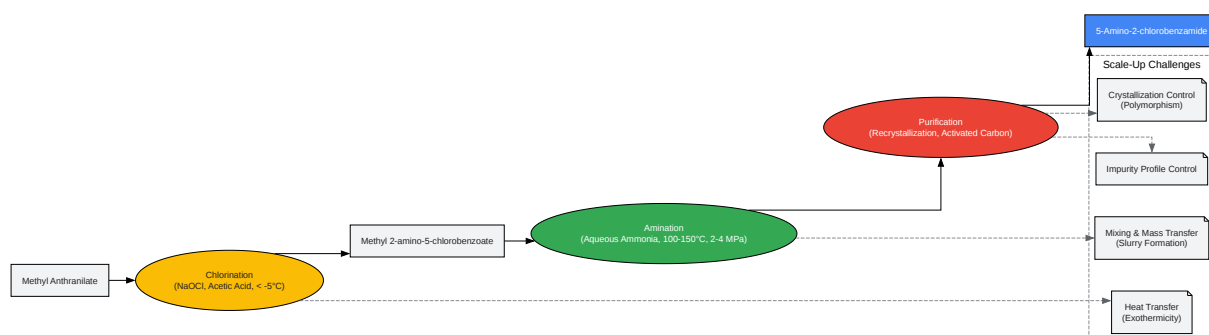 5-Amino-2-chlorobenzamide
Scale-Up Challenges
Crystallization Control
(Polymorphism)
Purification
(Recrystallization, Activated Carbon)
Impurity Profile Control
Amination
(Aqueous Ammonia, 100-150°C, 2-4 MPa)
Mixing & Mass Transfer
(Slurry Formation)
Methyl 2-amino-5-chlorobenzoate
Chlorination
(NaOCl, Acetic Acid, < -5°C)
Methyl Anthranilate
Heat Transfer
(Exothermicity)